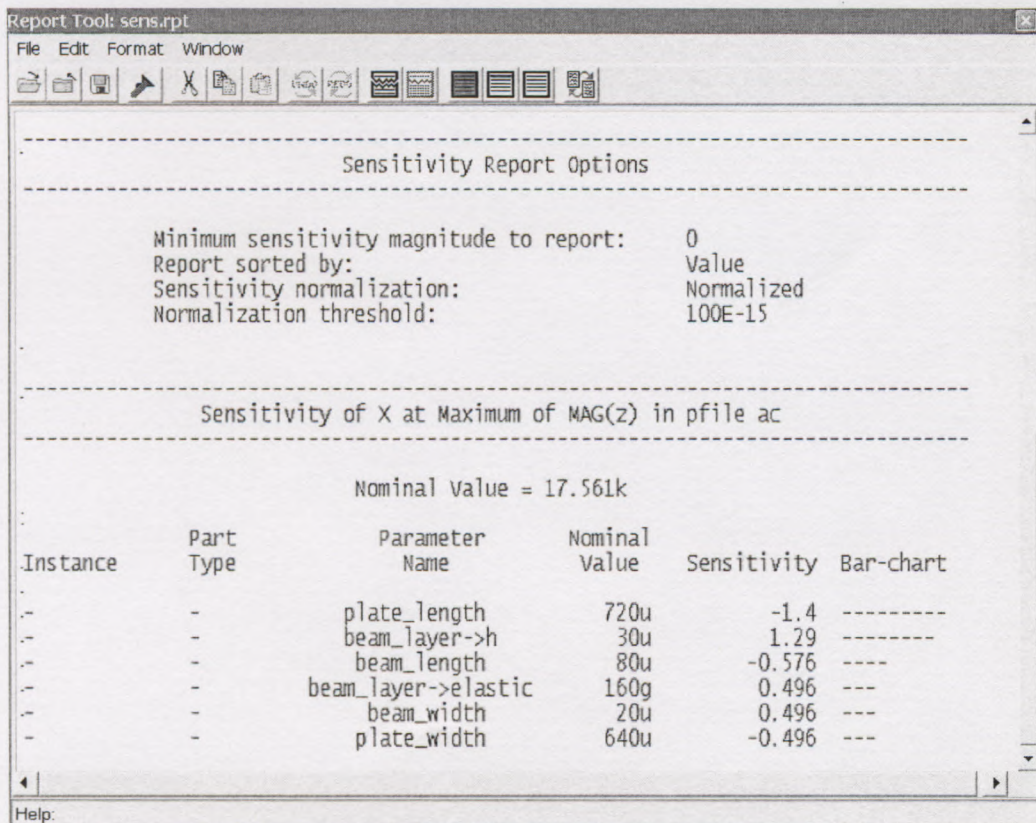 Report Tool: sens.rpt
File Edit Format Window
Sensitivity Report Options
Minimum sensitivity magnitude to report: 0
Report sorted by: Value
Sensitivity normalization: Normalized
Normalization threshold: 100E-15
Sensitivity of X at Maximum of MAG(z) in pfile ac
Nominal Value = 17.561k
Part Parameter Nominal
Instance Type Name Value Sensitivity Bar-chart
- - plate_length 720u -1.4 ---------
- - beam_layer->h 30u 1.29 --------
- - beam_length 80u -0.576 ----
- - beam_layer->elastic 160g 0.496 ---
- - beam_width 20u 0.496 ---
- - plate_width 640u -0.496 ---
Help: